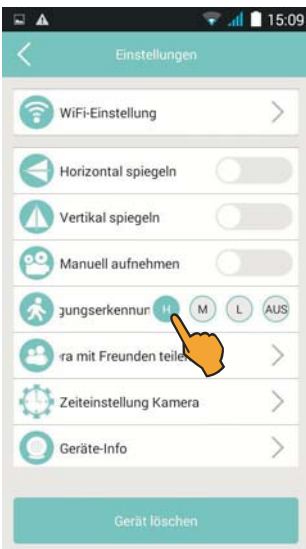 15:09
Einstellungen
WiFi-Einstellung
Horizontal spiegeln
Vertikal spiegeln
Manuell aufnehmen
gungserkennun H M L AUS
ra mit Freunden teilen
Zeiteinstellung Kamera
Geräte-Info
Gerät löschen